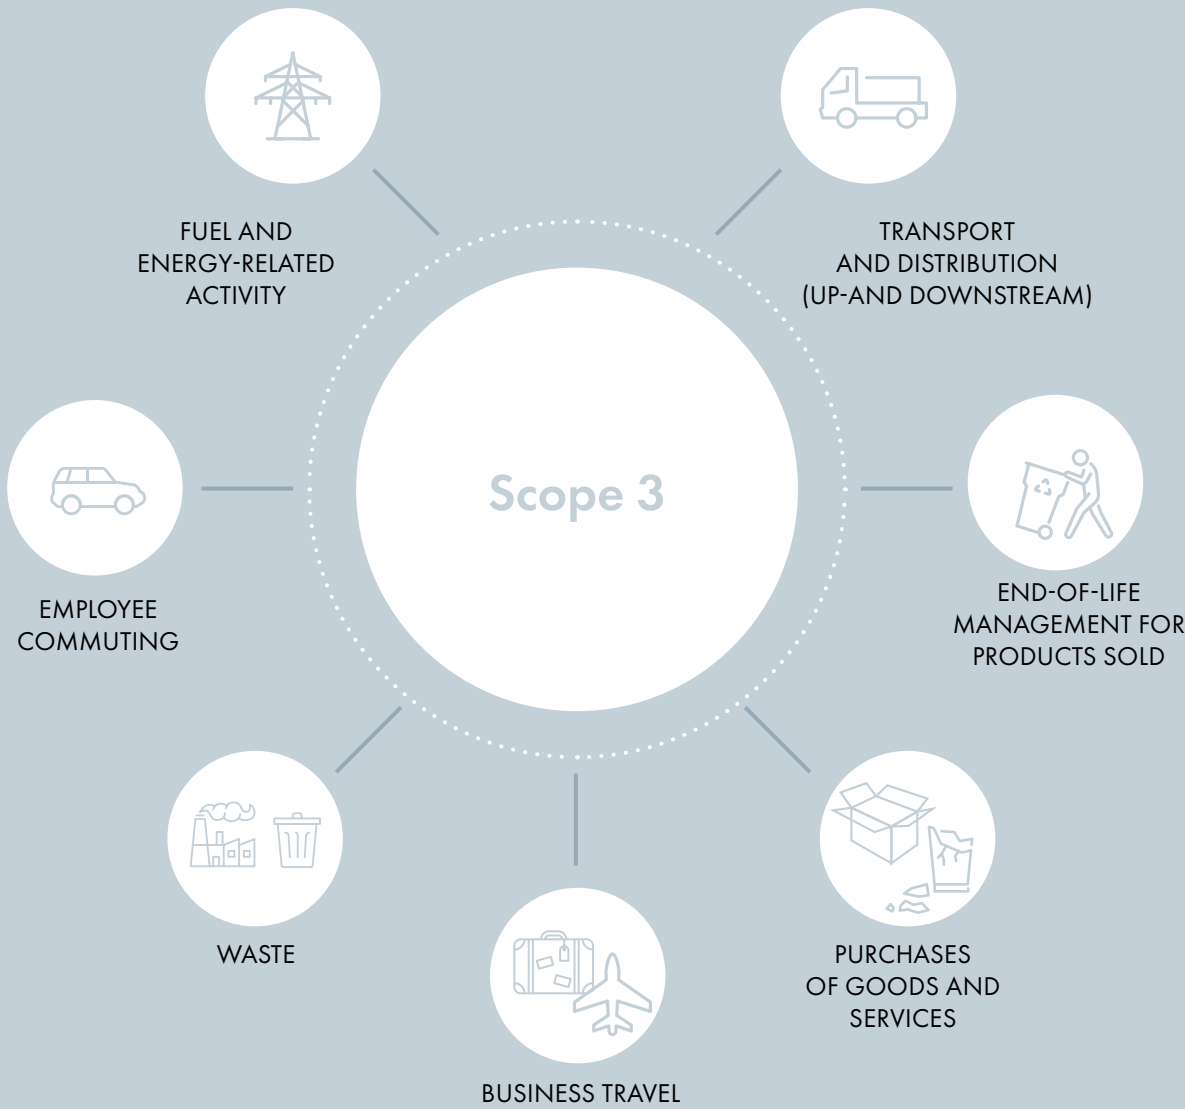 FUEL AND
ENERGY-RELATED
ACTIVITY
TRANSPORT
AND DISTRIBUTION
(UP-AND DOWNSTREAM)
Scope 3
EMPLOYEE
COMMUTING
END-OF-LIFE
MANAGEMENT FOR
PRODUCTS SOLD
WASTE
PURCHASES
OF GOODS AND
SERVICES
BUSINESS TRAVEL